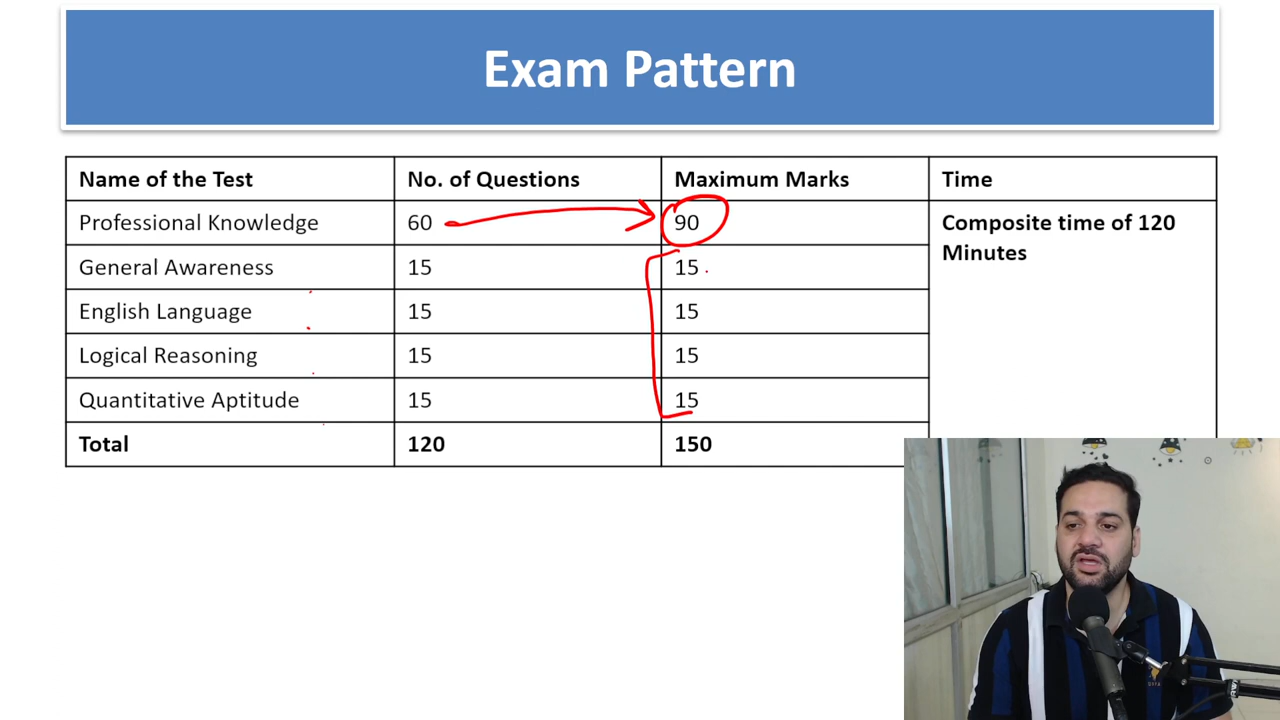 Exam Pattern
Name of the Test No. of Questions Maximum Marks Time
Professional Knowledge 60 90 Composite time of 120 Minutes
General Awareness 15 15
English Language 15 15
Logical Reasoning 15 15
Quantitative Aptitude 15 15
Total 120 150